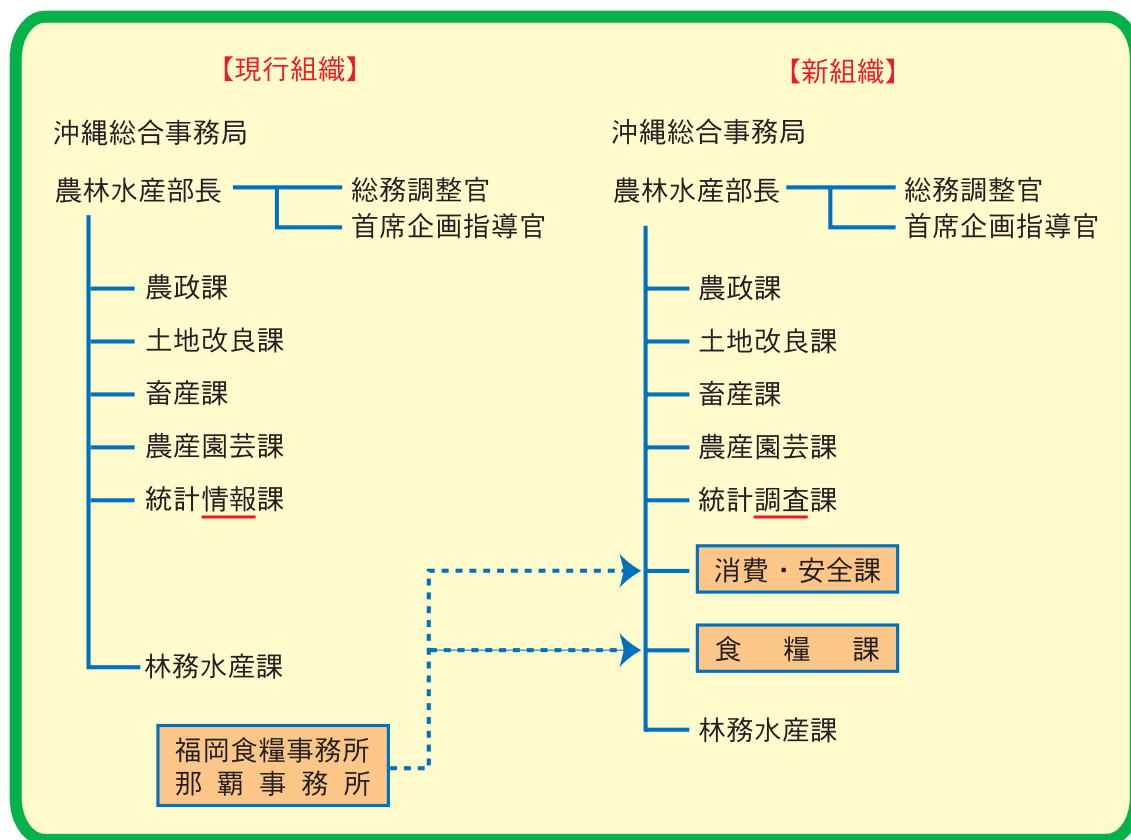 【現行組織】
沖縄総合事務局
農林水産部長
総務調整官
首席企画指導官
農政課
土地改良課
畜産課
農産園芸課
統計情報課
林務水産課
福岡食糧事務所
那覇事務所
【新組織】
沖縄総合事務局
農林水産部長
総務調整官
首席企画指導官
農政課
土地改良課
畜産課
農産園芸課
統計調査課
消費・安全課
食糧課
林務水産課